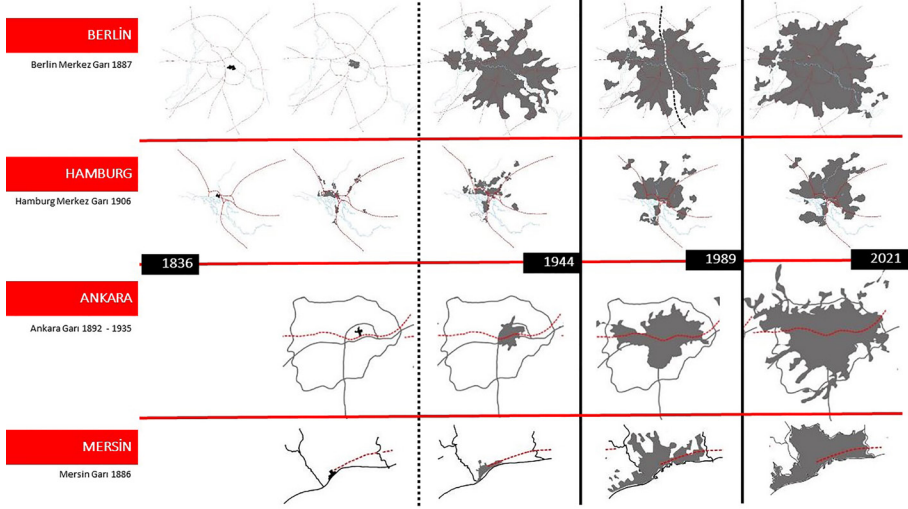 BERLİN
Berlin Merkez Garı 1887
HAMBURG
Hamburg Merkez Garı 1906
1836
1944
1989
2021
ANKARA
Ankara Garı 1892 - 1935
MERSİN
Mersin Garı 1886